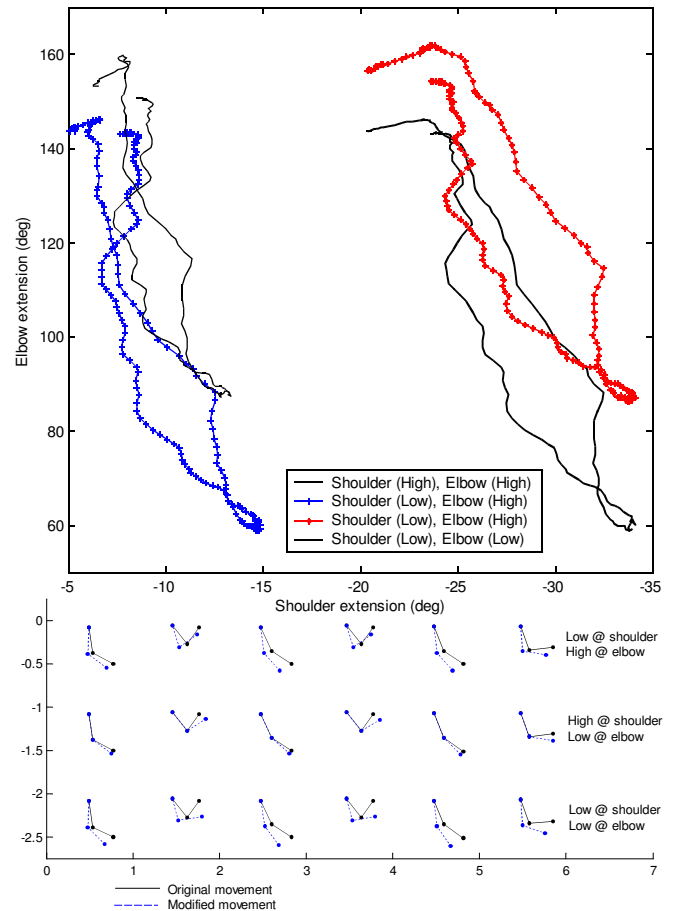 160
140
120
100
80
60
Elbow extension (deg)
Shoulder (High), Elbow (High)
Shoulder (Low), Elbow (High)
Shoulder (Low), Elbow (High)
Shoulder (Low), Elbow (Low)
-5 -10 -15 -20 -25 -30 -35
Shoulder extension (deg)
0
-0.5
-1
-1.5
-2
-2.5
Low @ shoulder
High @ elbow
High @ shoulder
Low @ elbow
Low @ shoulder
Low @ elbow
0 1 2 3 4 5 6 7
Original movement
Modified movement